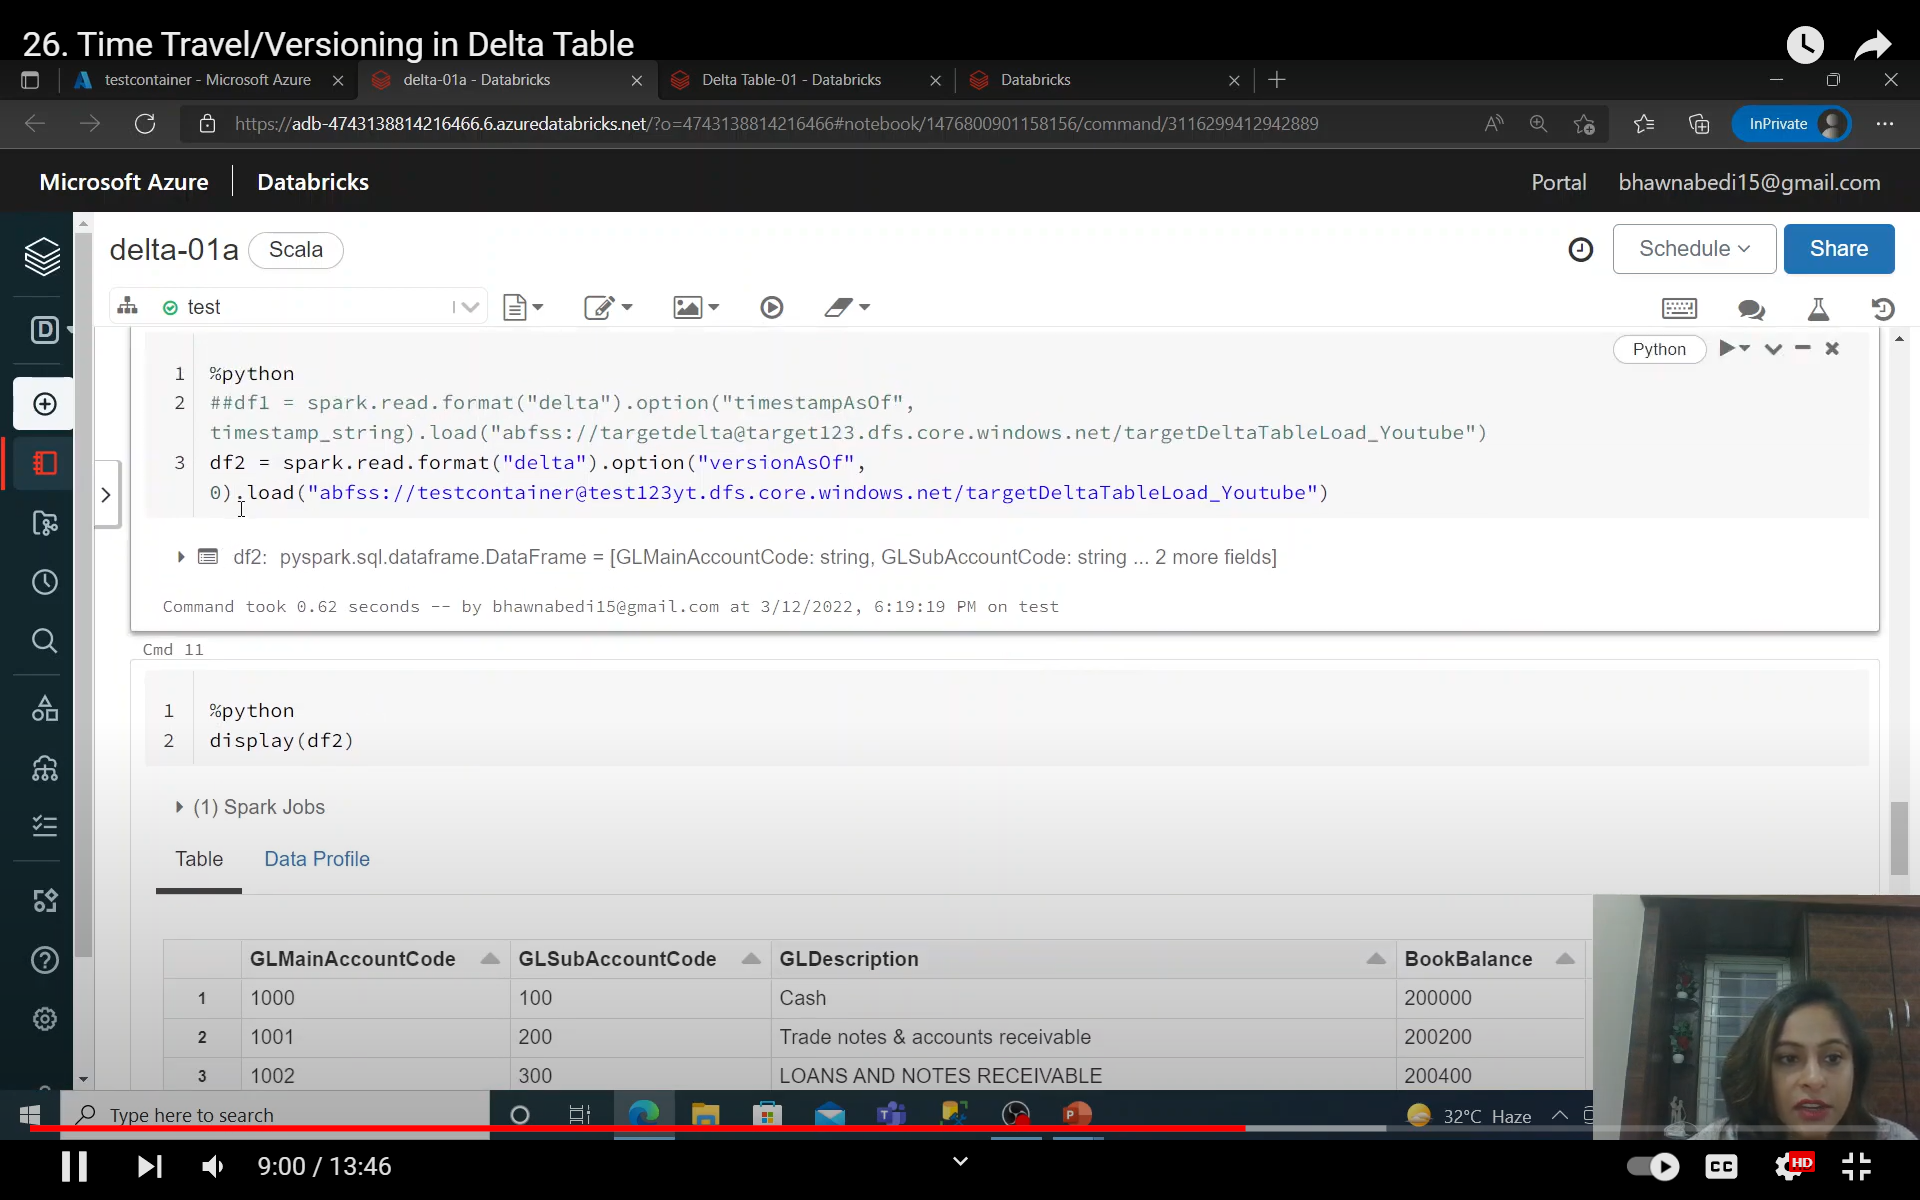 26. Time Travel/Versioning in Delta Table
testcontainer - Microsoft Azure
delta-01a - Databricks
Delta Table-01 - Databricks
Databricks
https://adb-4743138814216466.6.azuredatabricks.net/?o=4743138814216466#notebook/1476800901158156/command/3116299412942889
InPrivate
Microsoft Azure
Databricks
Portal
bhawnabedi15@gmail.com
delta-01a
Scala
Schedule
Share
D
test
Python
1 %python
2 ##df1 = spark.read.format("delta").option("timestampAsOf",
timestamp_string).load("abfss://targetdelta@target123.dfs.core.windows.net/targetDeltaTableLoad_Youtube")
3 df2 = spark.read.format("delta").option("versionAsOf",
0).load("abfss://testcontainer@test123yt.dfs.core.windows.net/targetDeltaTableLoad_Youtube")
df2: pyspark.sql.dataframe.DataFrame = [GLMainAccountCode: string, GLSubAccountCode: string ... 2 more fields]
Command took 0.62 seconds -- by bhawnabedi15@gmail.com at 3/12/2022, 6:19:19 PM on test
Cmd 11
1 %python
2 display(df2)
(1) Spark Jobs
Table
Data Profile
GLMainAccountCode GLSubAccountCode GLDescription BookBalance
1 1000 100 Cash 200000
2 1001 200 Trade notes & accounts receivable 200200
3 1002 300 LOANS AND NOTES RECEIVABLE 200400
Type here to search
32°C Haze
9:00 / 13:46
CC
HD